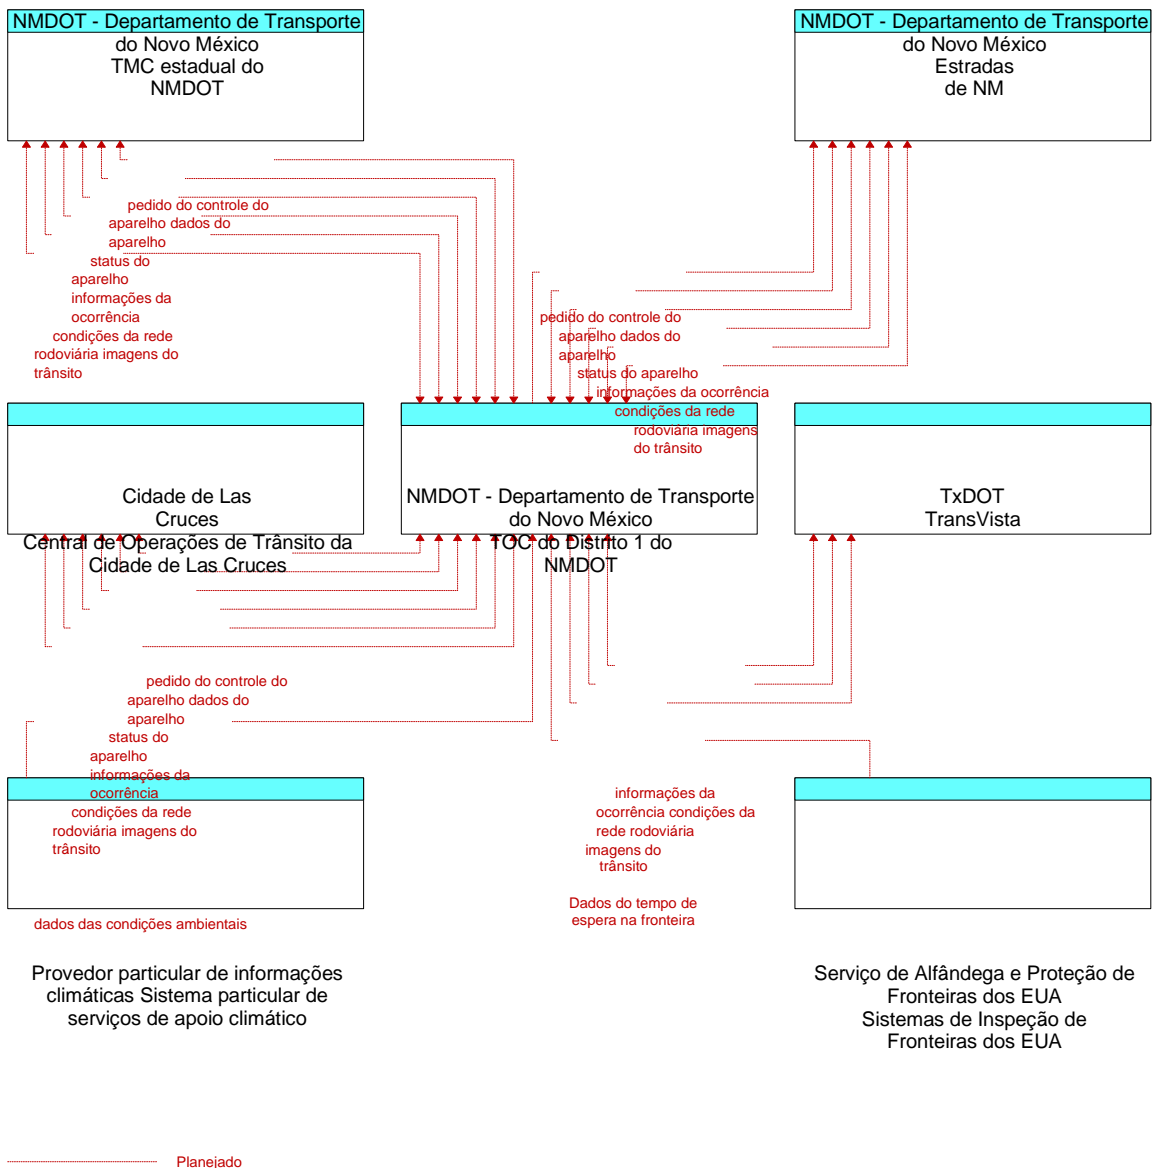 NMDOT - Departamento de Transporte
do Novo México
TMC estadual do
NMDOT
NMDOT - Departamento de Transporte
do Novo México
Estradas
de NM
pedido do controle do
aparelho dados do
aparelho
status do
aparelho
informações da
ocorrência
condições da rede
rodoviária imagens do
trânsito
pedido do controle do
aparelho dados do
aparelho
status do aparelho
informações da ocorrência
condições da rede
rodoviária imagens
do trânsito
Cidade de Las
Cruces
Central de Operações de Trânsito da
Cidade de Las Cruces
NMDOT - Departamento de Transporte
do Novo México
TOC do Distrito 1 do
NMDOT
TxDOT
TransVista
pedido do controle do
aparelho dados do
aparelho
status do
aparelho
informações da
ocorrência
condições da rede
rodoviária imagens do
trânsito
informações da
ocorrência condições da
rede rodoviária
imagens do
trânsito
Dados do tempo de
espera na fronteira
dados das condições ambientais
Provedor particular de informações
climáticas Sistema particular de
serviços de apoio climático
Serviço de Alfândega e Proteção de
Fronteiras dos EUA
Sistemas de Inspeção de
Fronteiras dos EUA
Planejado